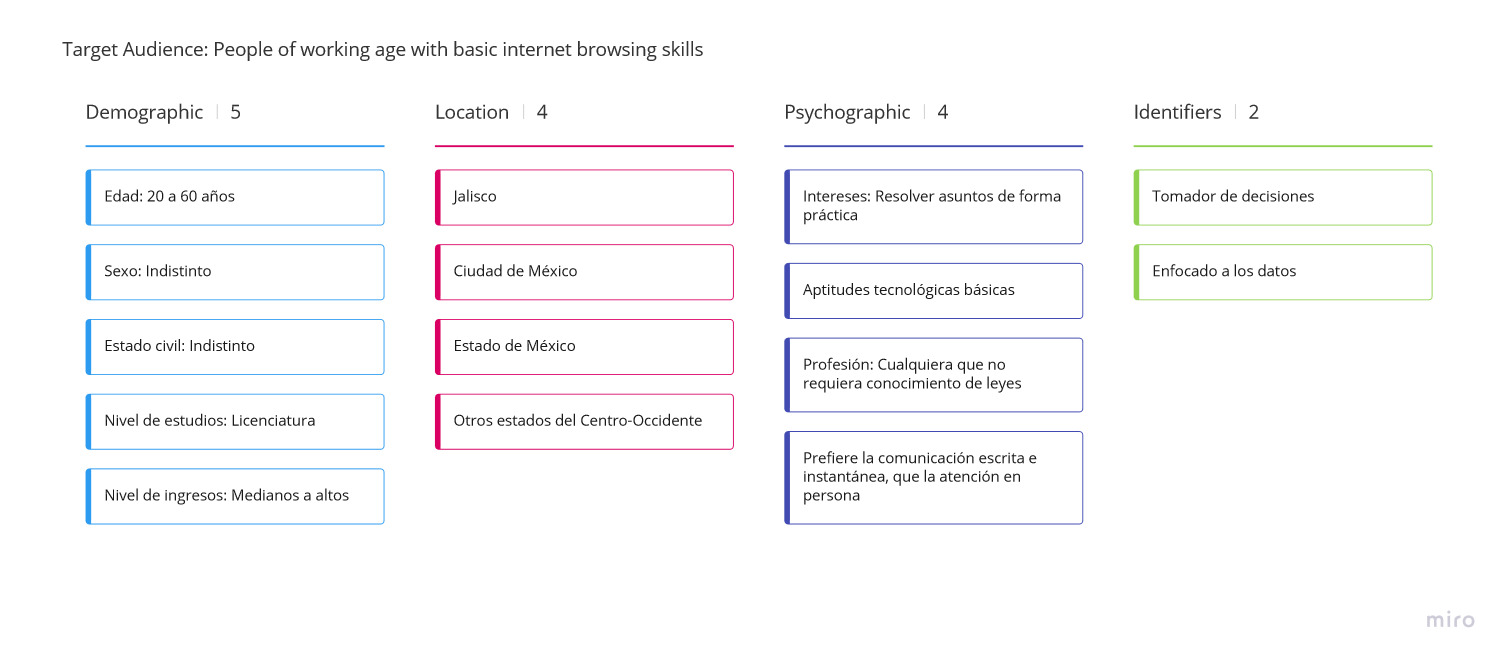 Target Audience: People of working age with basic internet browsing skills
Demographic | 5
Edad: 20 a 60 años
Sexo: Indistinto
Estado civil: Indistinto
Nivel de estudios: Licenciatura
Nivel de ingresos: Medianos a altos
Location | 4
Jalisco
Ciudad de México
Estado de México
Otros estados del Centro-Occidente
Psychographic | 4
Intereses: Resolver asuntos de forma
práctica
Aptitudes tecnológicas básicas
Profesión: Cualquiera que no
requiera conocimiento de leyes
Prefiere la comunicación escrita e
instantánea, que la atención en
persona
Identifiers | 2
Tomador de decisiones
Enfocado a los datos
miro